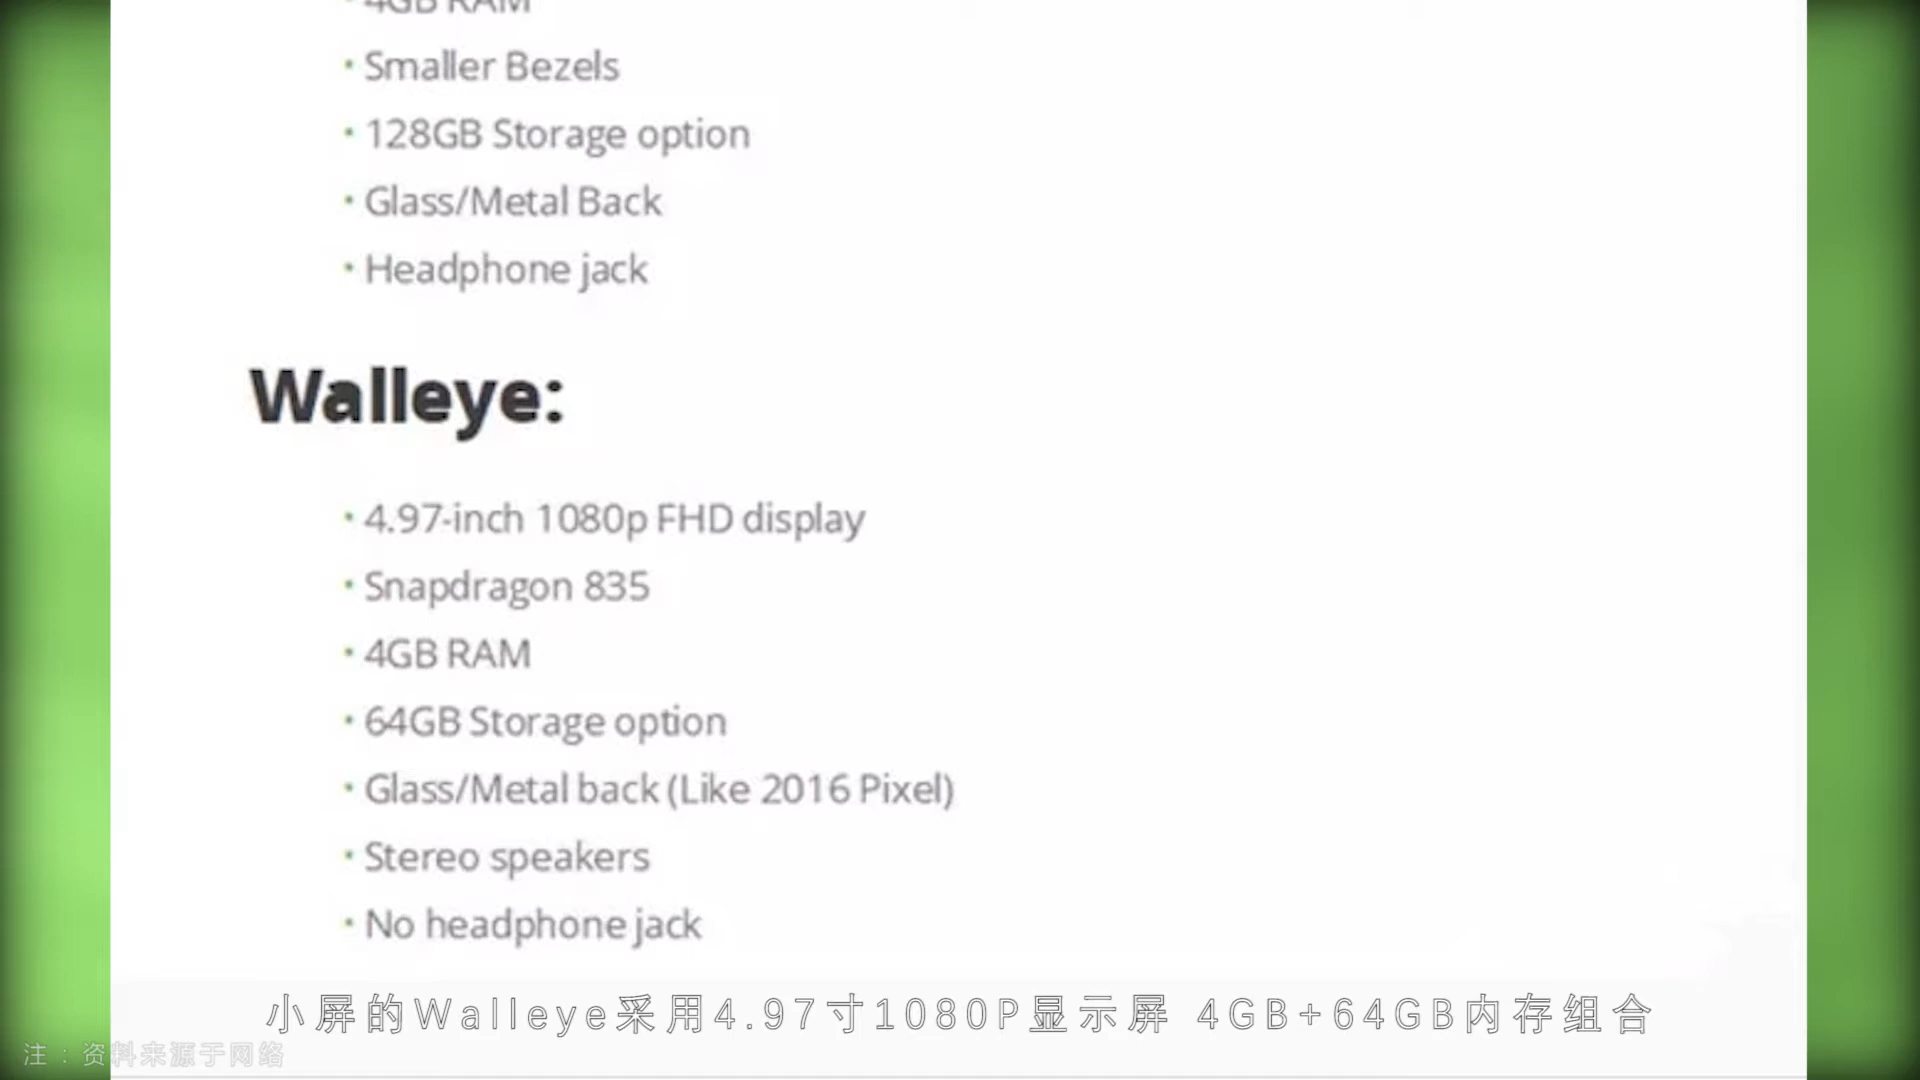 • 4GB RAM
• Smaller Bezels
• 128GB Storage option
• Glass/Metal Back
• Headphone jack
Walleye:
• 4.97-inch 1080p FHD display
• Snapdragon 835
• 4GB RAM
• 64GB Storage option
• Glass/Metal back (Like 2016 Pixel)
• Stereo speakers
• No headphone jack
小屏的Walleye采用4.97寸1080P显示屏 4GB+64GB内存组合
注：资料来源于网络